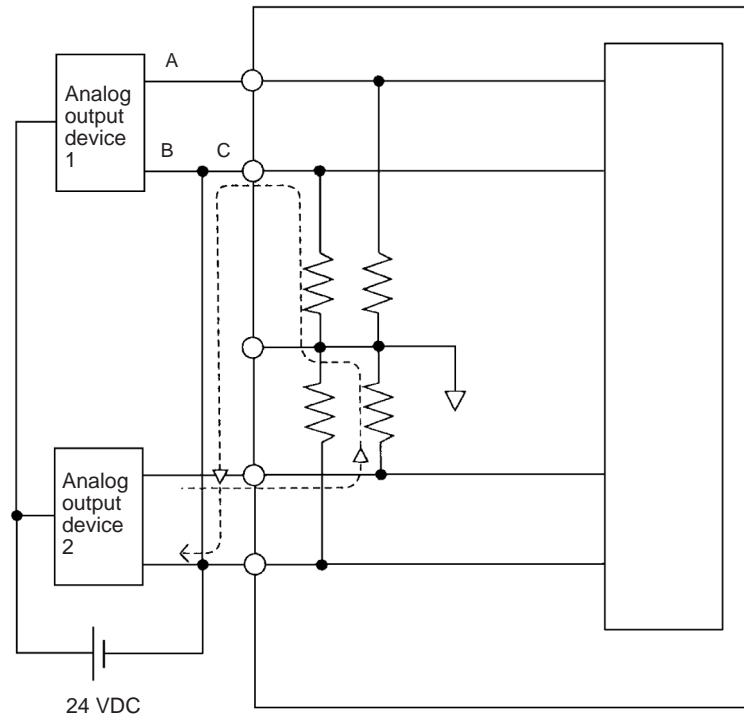 A
Analog
output
device
1
B
C
Analog
output
device
2
24 VDC